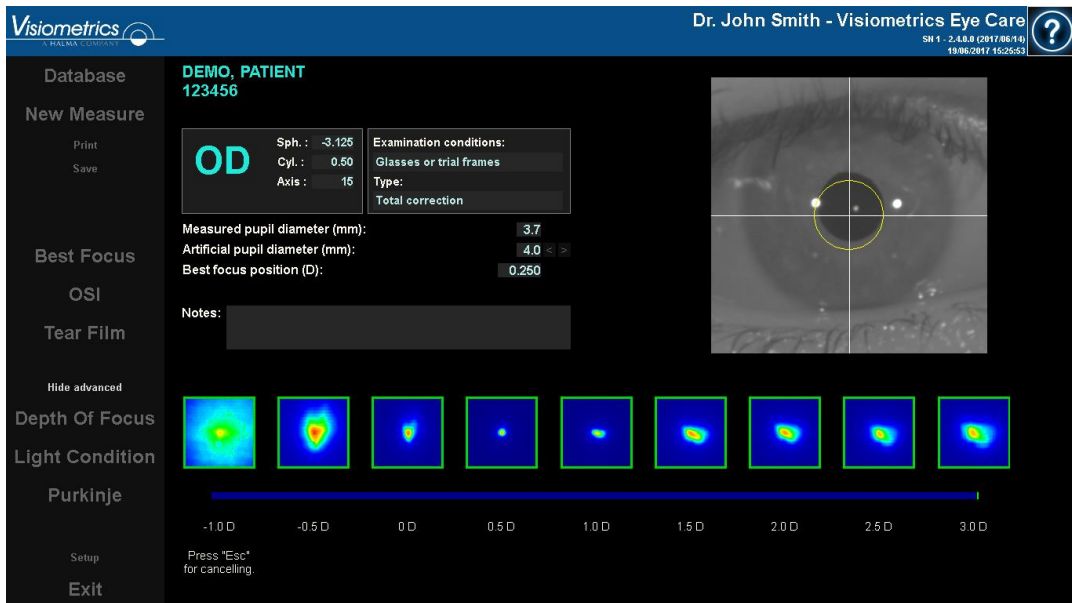 Visiometrics
A HALMA COMPANY
Dr. John Smith - Visiometrics Eye Care
SN 1 - 2.4.0.0 (2017/06/14)
19/06/2017 15:25:53
?
Database
New Measure
Print
Save
Best Focus
OSI
Tear Film
Hide advanced
Depth Of Focus
Light Condition
Purkinje
Setup
Exit
DEMO, PATIENT
123456
OD
Sph. : -3.125
Cyl. : 0.50
Axis : 15
Examination conditions:
Glasses or trial frames
Type:
Total correction
Measured pupil diameter (mm): 3.7
Artificial pupil diameter (mm): 4.0 < >
Best focus position (D): 0.250
Notes:
-1.0 D -0.5 D 0 D 0.5 D 1.0 D 1.5 D 2.0 D 2.5 D 3.0 D
Press "Esc"
for cancelling.